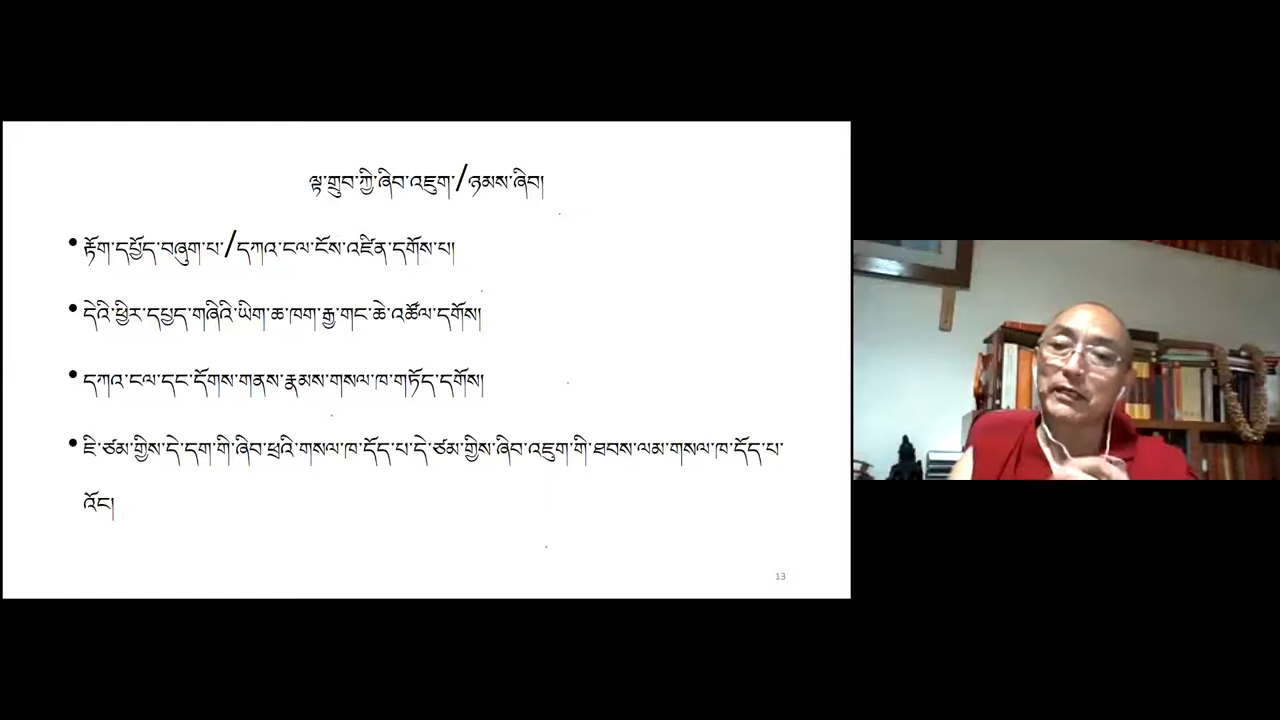 ལྟ་གྲུབ་ཀྱི་ཞིབ་འཇུག་/ཉམས་ཞིབ།
• རྟོག་དཔྱོད་བཞུག་པ་/དཀའ་ངལ་ངོས་འཛིན་དགོས་པ།
• དེའི་ཕྱིར་དཔྱད་གཞིའི་ཡིག་ཆ་ཁག་རྒྱ་གང་ཆེ་འཚོལ་དགོས།
• དཀའ་ངལ་དང་དོགས་གནས་རྣམས་གསལ་ཁ་གཏོད་དགོས།
• ཇི་ཙམ་གྱིས་དེ་དག་གི་ཞིབ་ཕྲའི་གསལ་ཁ་དོད་པ་དེ་ཙམ་གྱིས་ཞིབ་འཇུག་གི་ཐབས་ལམ་གསལ་ཁ་དོད་པ་
འོང་།
13